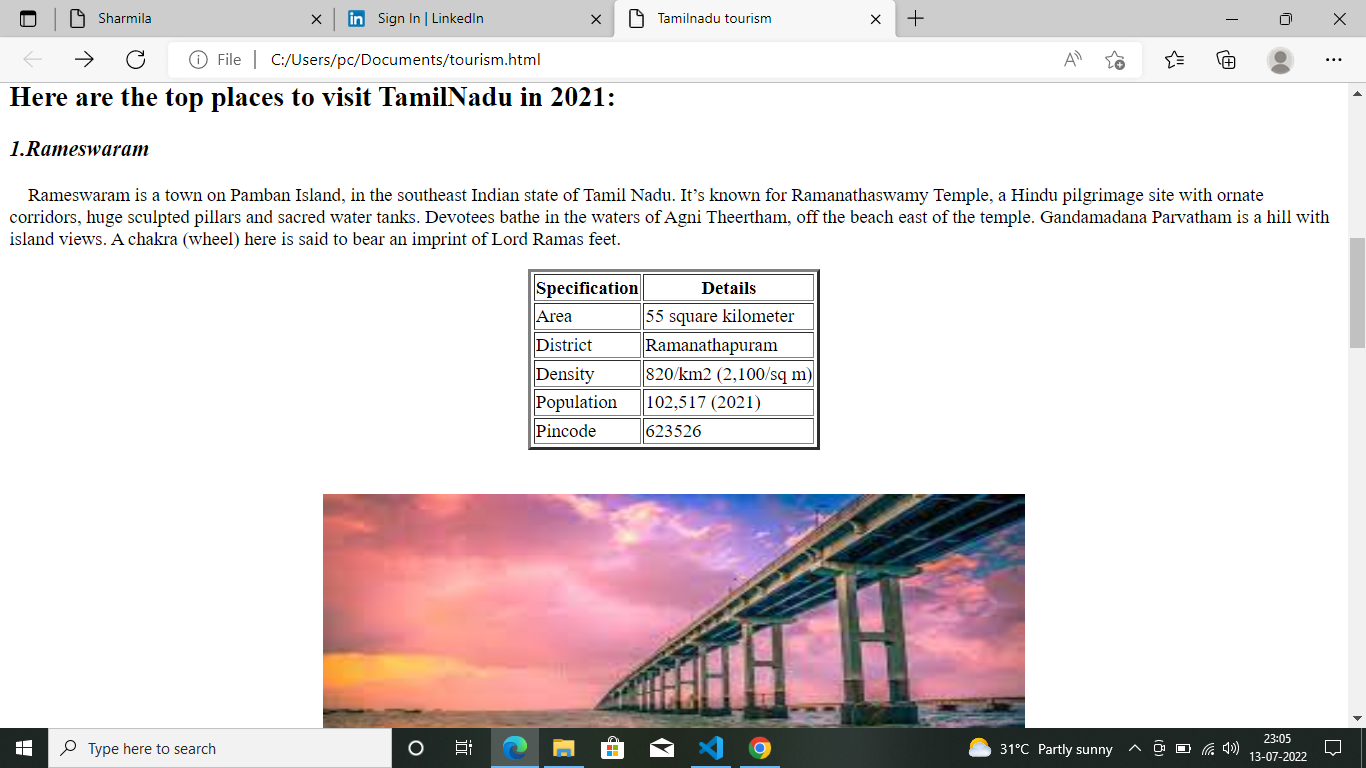 Sharmila
Sign In | LinkedIn
Tamilnadu tourism
File
C:/Users/pc/Documents/tourism.html
Here are the top places to visit TamilNadu in 2021:
1.Rameswaram
Rameswaram is a town on Pamban Island, in the southeast Indian state of Tamil Nadu. It’s known for Ramanathaswamy Temple, a Hindu pilgrimage site with ornate
corridors, huge sculpted pillars and sacred water tanks. Devotees bathe in the waters of Agni Theertham, off the beach east of the temple. Gandamadana Parvatham is a hill with
island views. A chakra (wheel) here is said to bear an imprint of Lord Ramas feet.
Specification Details
Area 55 square kilometer
District Ramanathapuram
Density 820/km2 (2,100/sq m)
Population 102,517 (2021)
Pincode 623526
Type here to search
31°C Partly sunny
23:05
13-07-2022